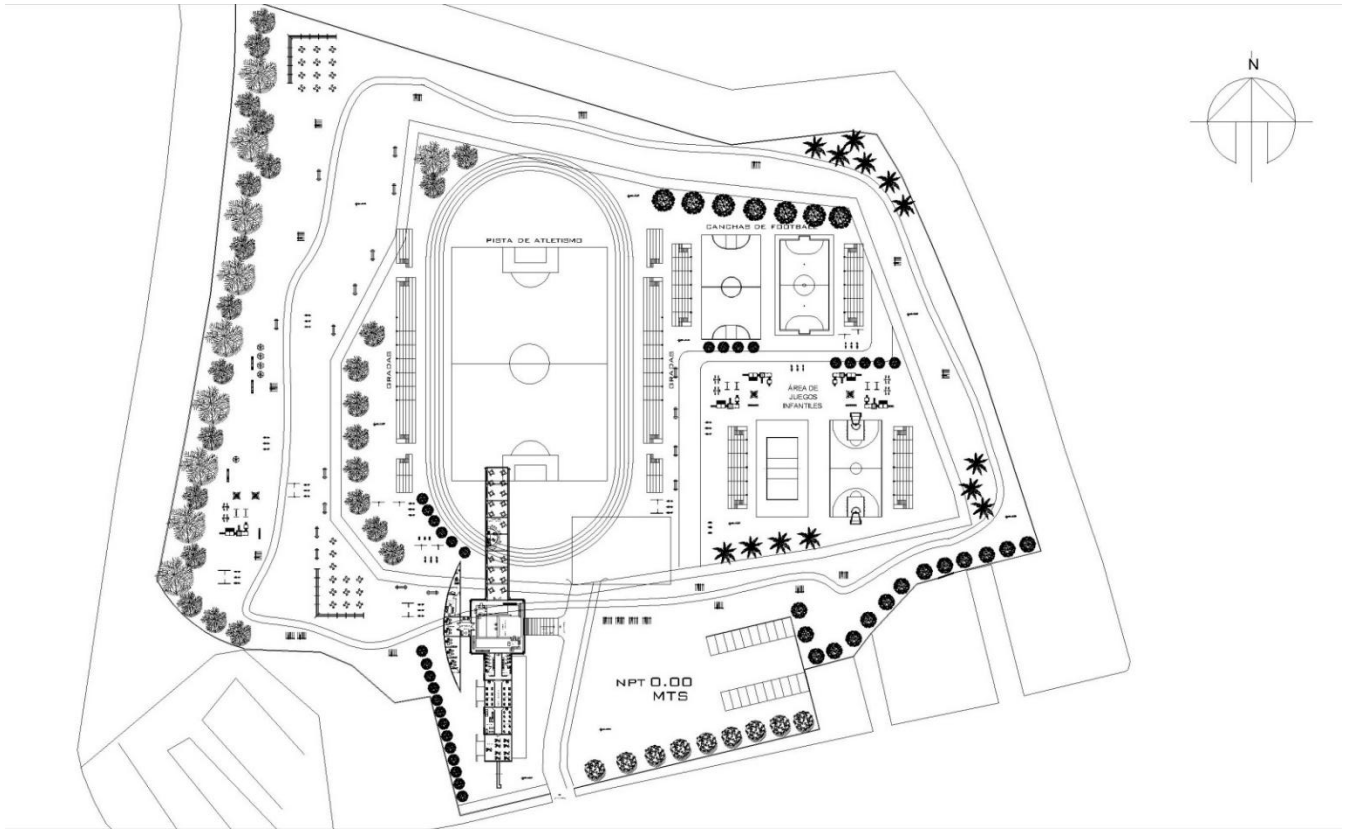 N
PISTA DE ATLETISMO
CANCHAS DE FOOTBALL
GRADAS
GRADAS
ÁREA DE
JUEGOS
INFANTILES
NPT 0.00
MTS